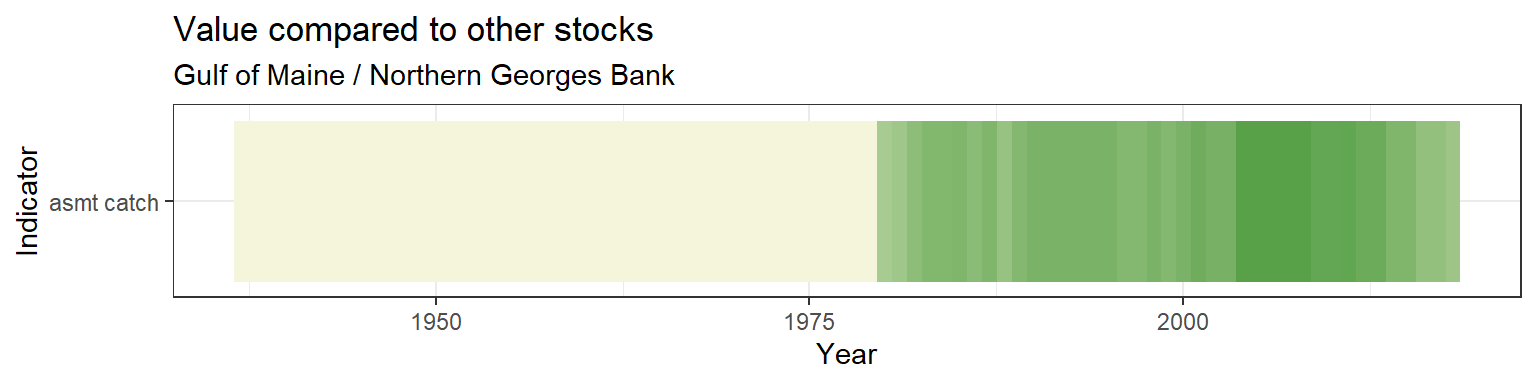 Value compared to other stocks
Gulf of Maine / Northern Georges Bank
Indicator
asmt catch
1950 1975 2000
Year